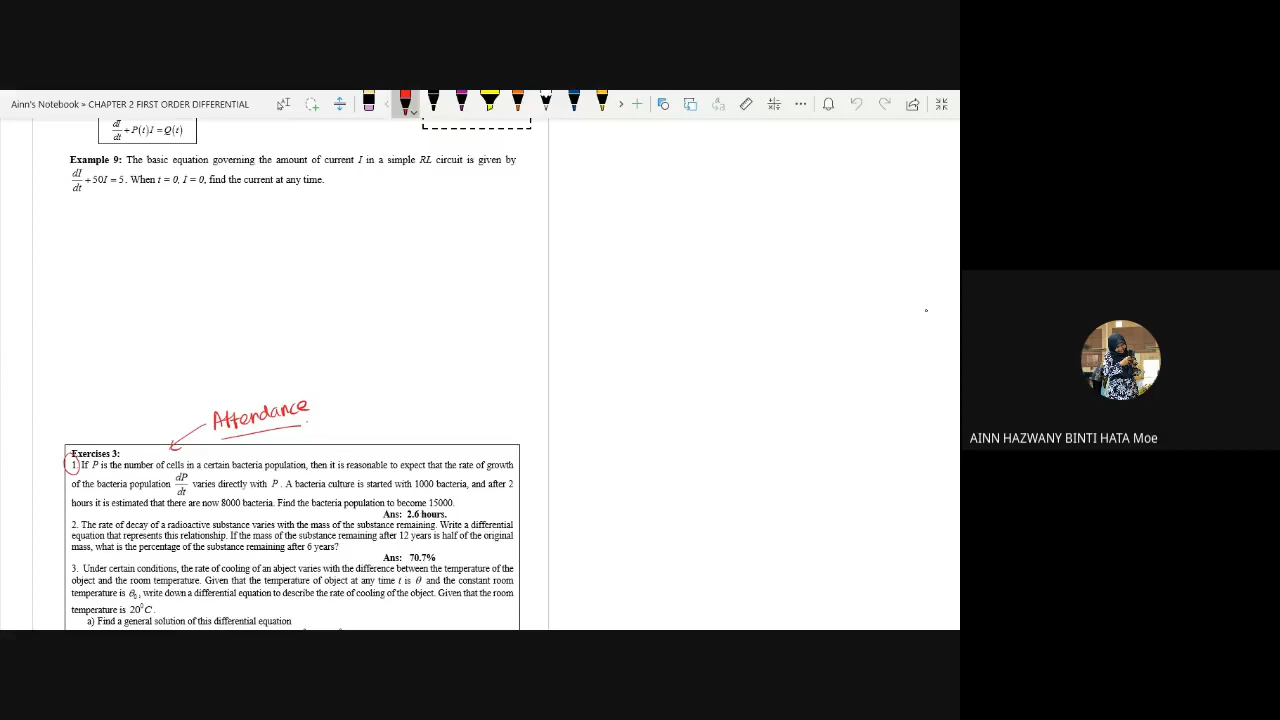 Ainn's Notebook » CHAPTER 2 FIRST ORDER DIFFERENTIAL
dI/dt + P(t)I = Q(t)
Example 9: The basic equation governing the amount of current I in a simple RL circuit is given by
dI/dt + 50I = 5. When t = 0, I = 0, find the current at any time.
Attendance
Exercises 3:
1. If P is the number of cells in a certain bacteria population, then it is reasonable to expect that the rate of growth
of the bacteria population dP/dt varies directly with P. A bacteria culture is started with 1000 bacteria, and after 2
hours it is estimated that there are now 8000 bacteria. Find the bacteria population to become 15000.
Ans: 2.6 hours.
2. The rate of decay of a radioactive substance varies with the mass of the substance remaining. Write a differential
equation that represents this relationship. If the mass of the substance remaining after 12 years is half of the original
mass, what is the percentage of the substance remaining after 6 years?
Ans: 70.7%
3. Under certain conditions, the rate of cooling of an abject varies with the difference between the temperature of the
object and the room temperature. Given that the temperature of object at any time t is θ and the constant room
temperature is θ₀, write down a differential equation to describe the rate of cooling of the object. Given that the room
temperature is 20⁰C.
a) Find a general solution of this differential equation
AINN HAZWANY BINTI HATA Moe